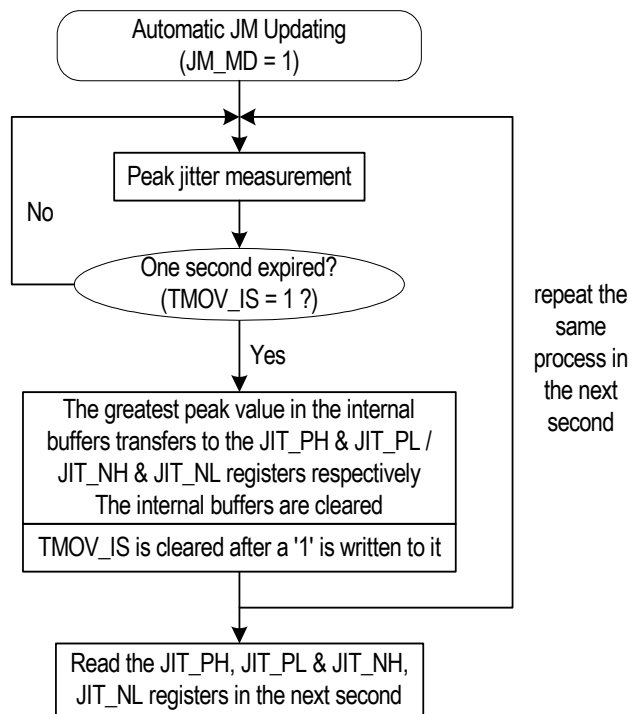 Automatic JM Updating
(JM_MD = 1)
Peak jitter measurement
No
One second expired?
(TMOV_IS = 1 ?)
Yes
repeat the
same
process in
the next
second
The greatest peak value in the internal
buffers transfers to the JIT_PH & JIT_PL /
JIT_NH & JIT_NL registers respectively
The internal buffers are cleared
TMOV_IS is cleared after a '1' is written to it
Read the JIT_PH, JIT_PL & JIT_NH,
JIT_NL registers in the next second